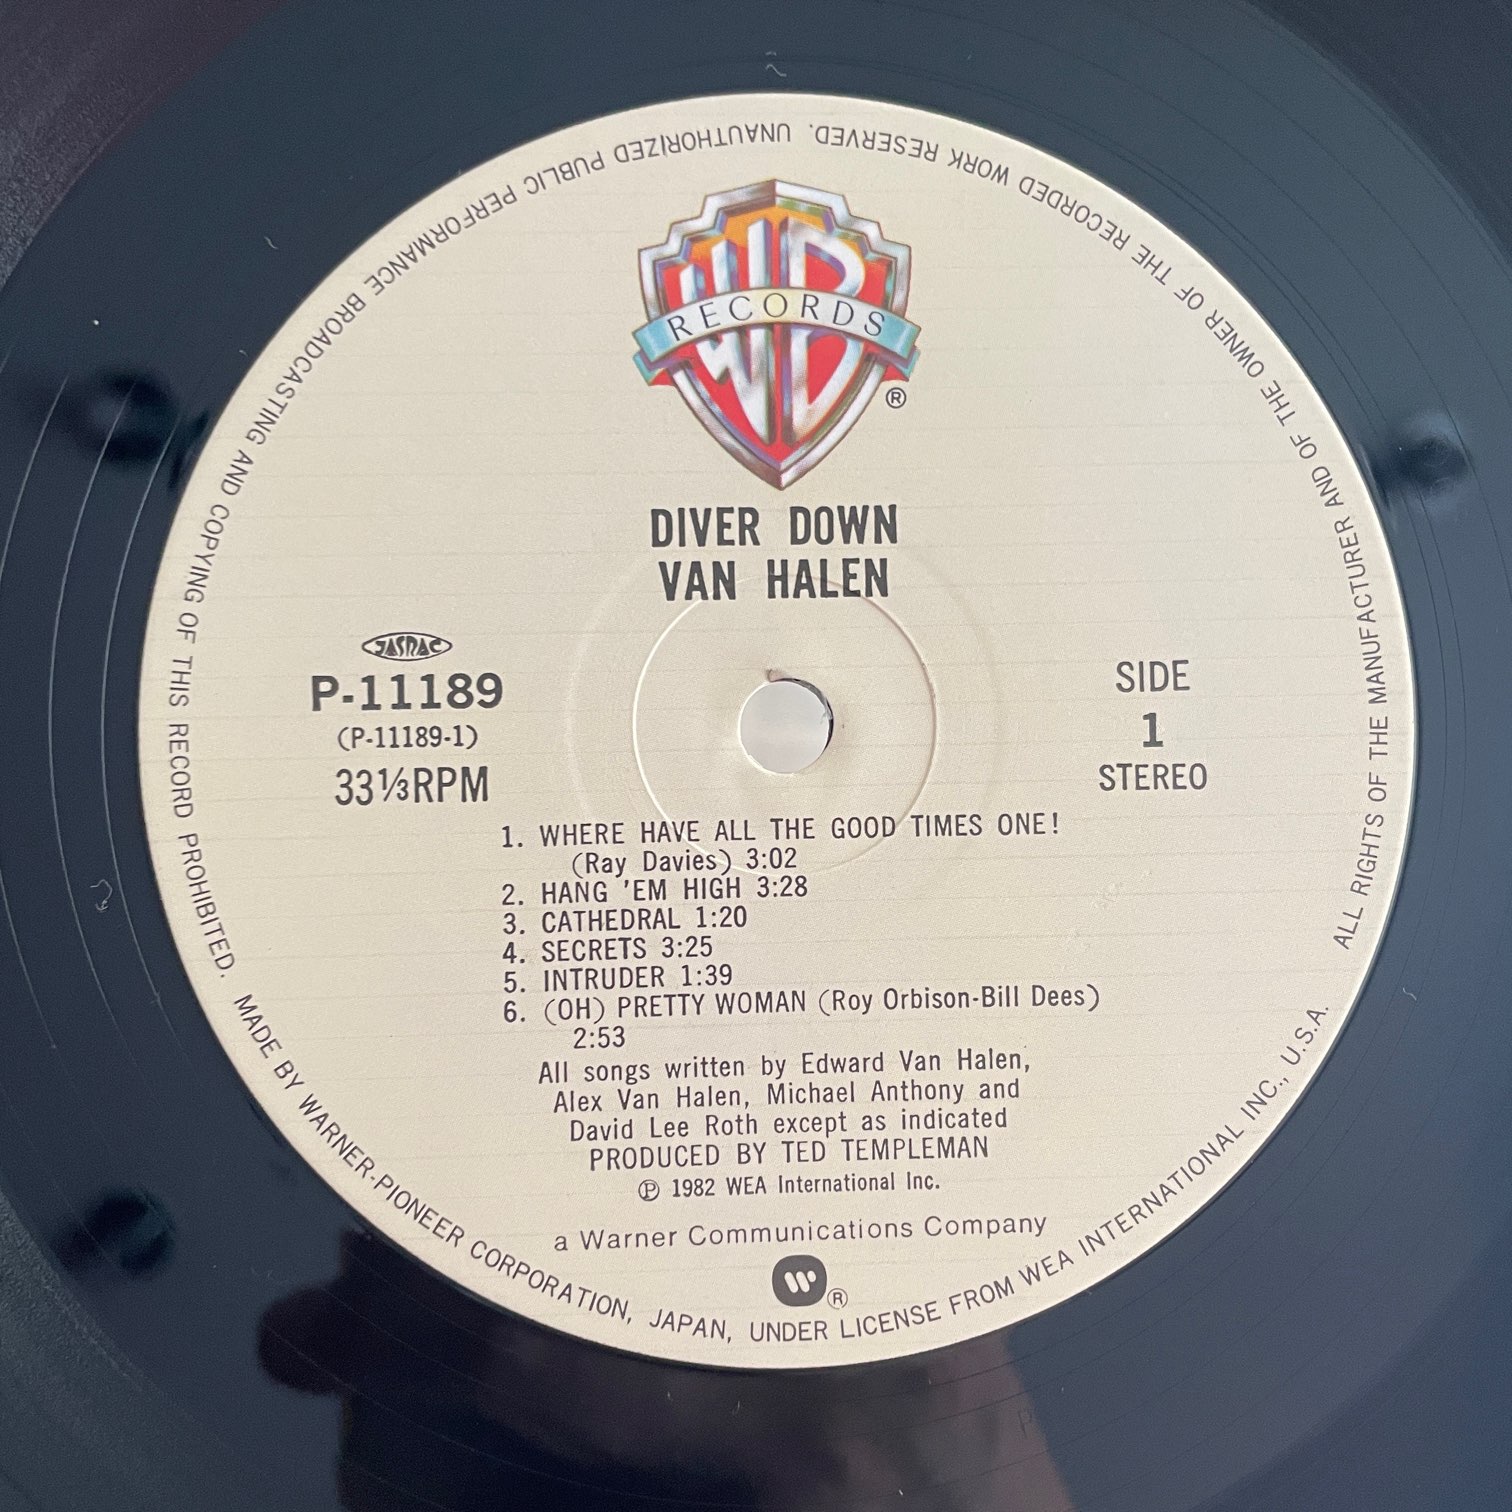 WB
RECORDS
®
DIVER DOWN
VAN HALEN
JASRAC
P-11189
(P-11189-1)
33⅓RPM
SIDE
1
STEREO
1. WHERE HAVE ALL THE GOOD TIMES ONE!
(Ray Davies) 3:02
2. HANG 'EM HIGH 3:28
3. CATHEDRAL 1:20
4. SECRETS 3:25
5. INTRUDER 1:39
6. (OH) PRETTY WOMAN (Roy Orbison-Bill Dees)
2:53
All songs written by Edward Van Halen,
Alex Van Halen, Michael Anthony and
David Lee Roth except as indicated
PRODUCED BY TED TEMPLEMAN
℗ 1982 WEA International Inc.
a Warner Communications Company
W®
ALL RIGHTS OF THE MANUFACTURER AND OF THE OWNER OF THE RECORDED WORK RESERVED. UNAUTHORIZED PUBLIC PERFORMANCE BROADCASTING AND COPYING OF THIS RECORD PROHIBITED.
MADE BY WARNER-PIONEER CORPORATION, JAPAN, UNDER LICENSE FROM WEA INTERNATIONAL INC., U.S.A.